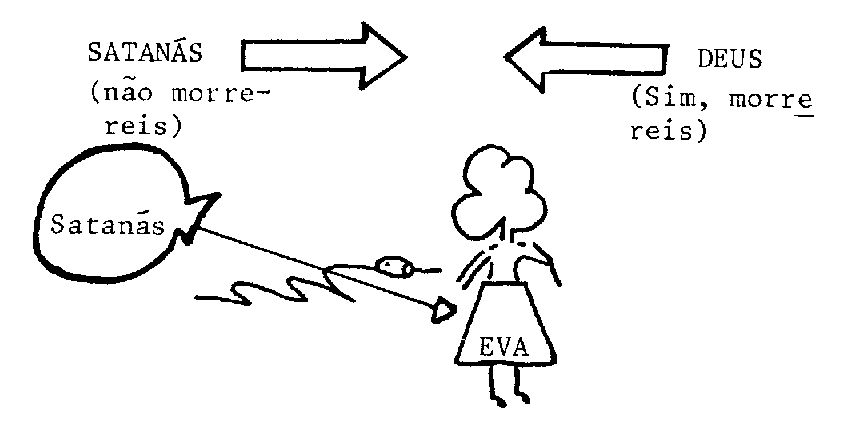 SATANÁS
(não morre-
reis)
DEUS
(Sim, morre
reis)
Satanás
EVA